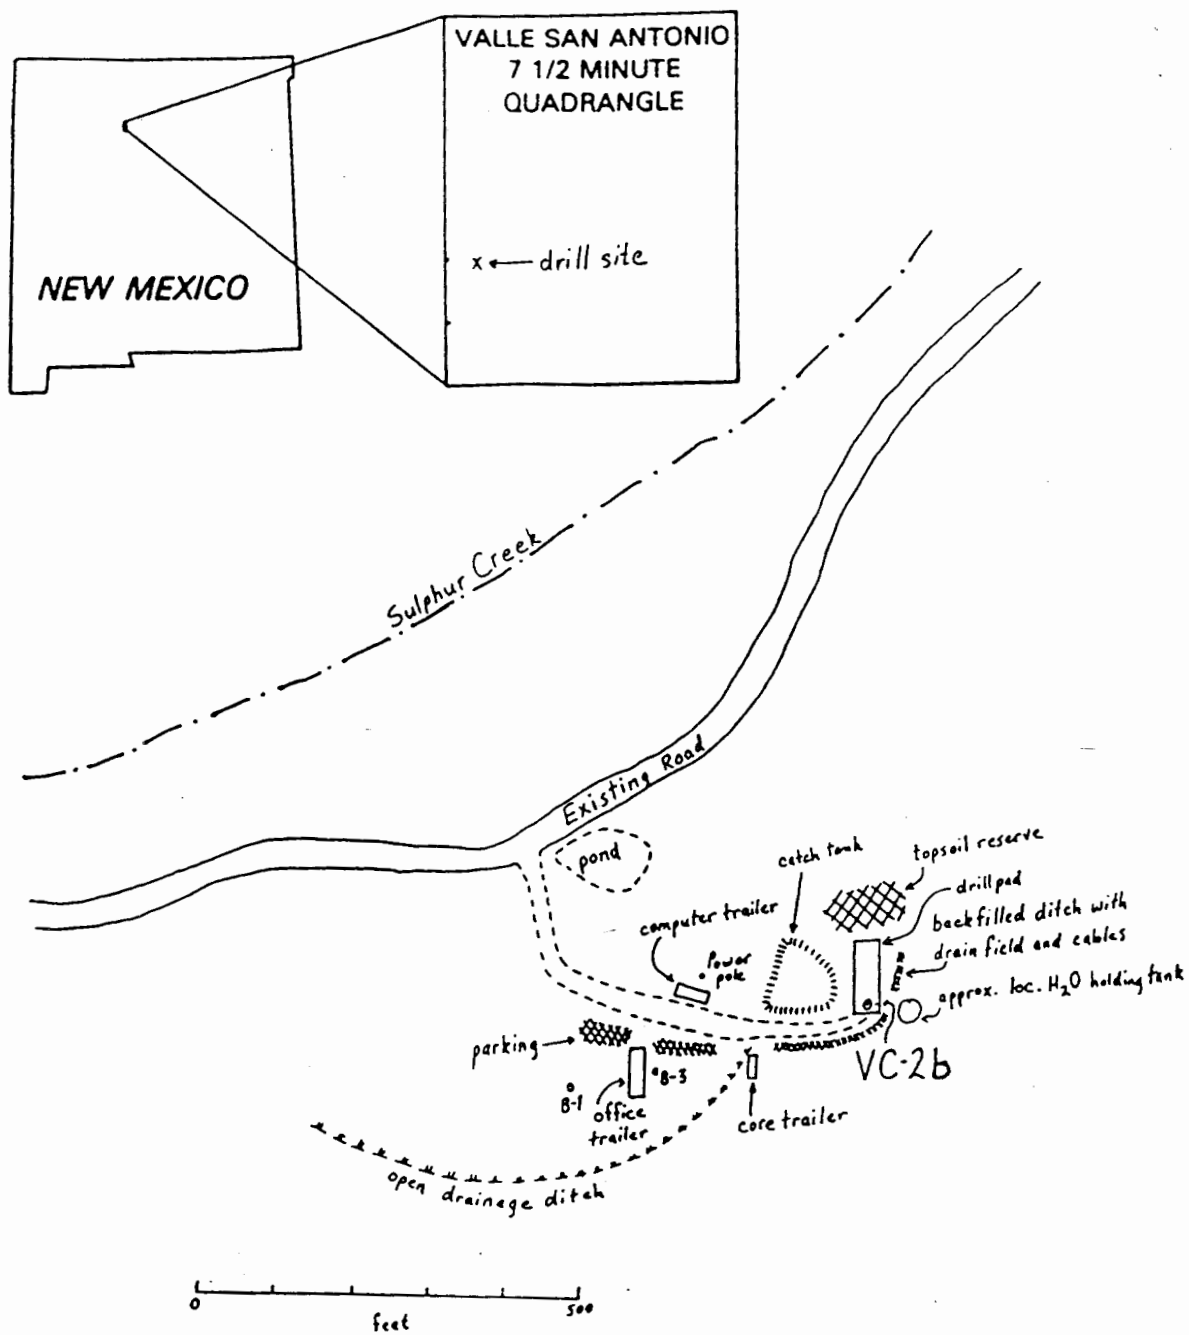 VALLE SAN ANTONIO
7 1/2 MINUTE
QUADRANGLE
x ← drill site
NEW MEXICO
Sulphur Creek
Existing Road
pond
catch tank
topsoil reserve
drill pad
computer trailer
backfilled ditch with
drain field and cables
Power
pole
approx. loc. H₂O holding tank
parking
VC-2b
B-3
B-1
office
trailer
core trailer
open drainage ditch
0
500
feet